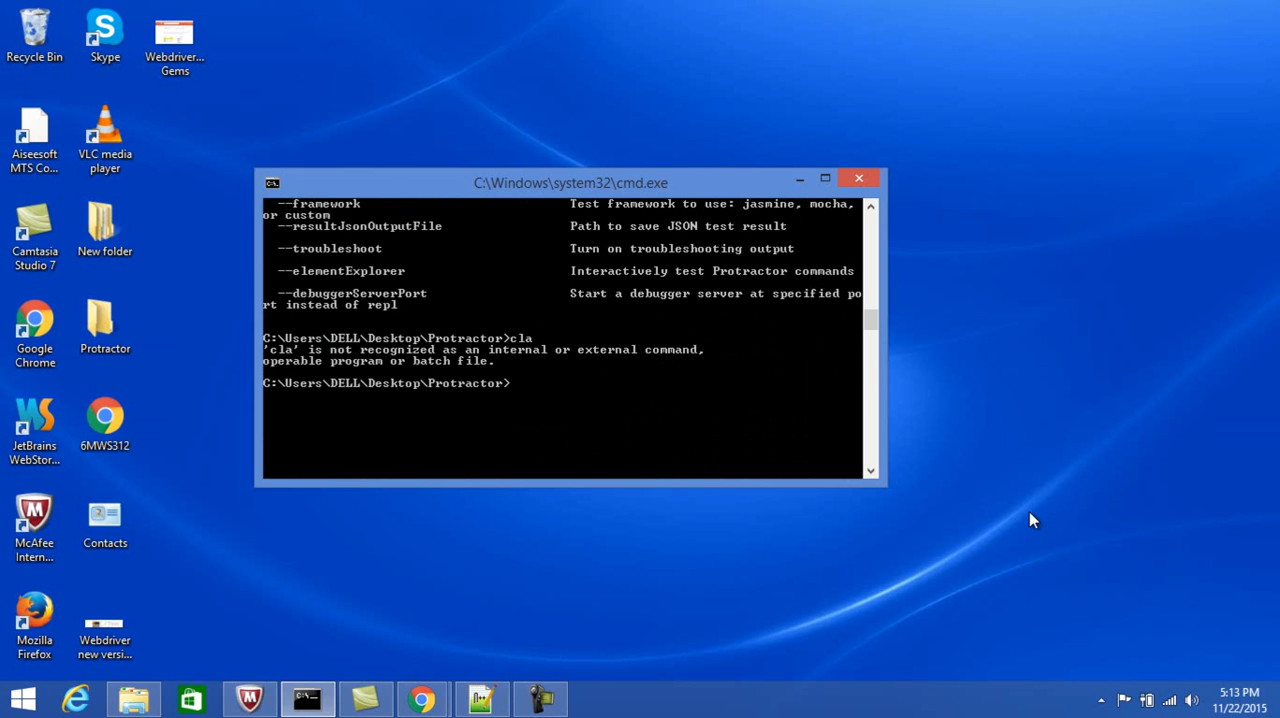 Recycle Bin
Skype
Webdriver...
Gems
Aiseesoft
MTS Co...
VLC media
player
Camtasia
Studio 7
New folder
Google
Chrome
Protractor
JetBrains
WebStor...
6MWS312
McAfee
Intern...
Contacts
Mozilla
Firefox
Webdriver
new versi...
C:\Windows\system32\cmd.exe
--framework Test framework to use: jasmine, mocha,
or custom
--resultJsonOutputFile Path to save JSON test result
--troubleshoot Turn on troubleshooting output
--elementExplorer Interactively test Protractor commands
--debuggerServerPort Start a debugger server at specified po
rt instead of repl
C:\Users\DELL\Desktop\Protractor>cla
'cla' is not recognized as an internal or external command,
operable program or batch file.
C:\Users\DELL\Desktop\Protractor>
5:13 PM
11/22/2015